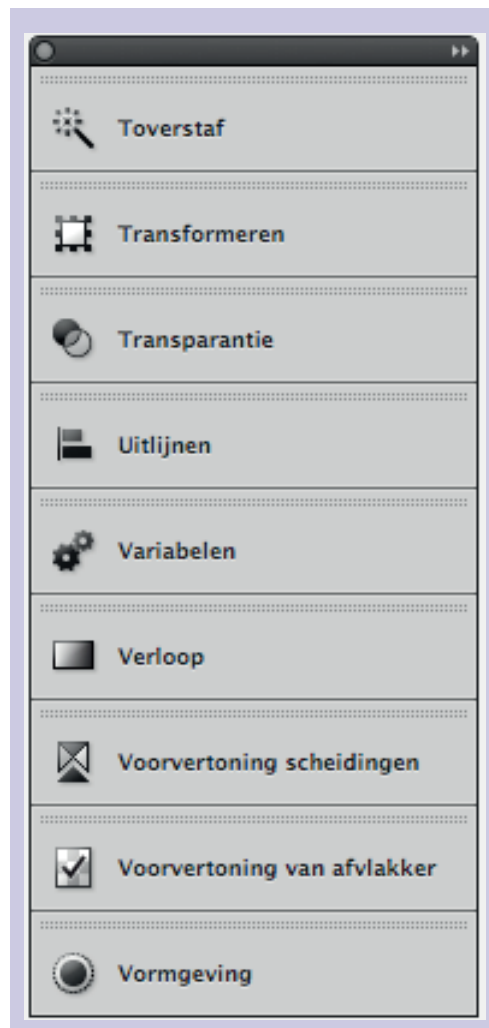 Toverstaf
Transformeren
Transparantie
Uitlijnen
Variabelen
Verloop
Voorvertoning scheidingen
Voorvertoning van afvlakker
Vormgeving